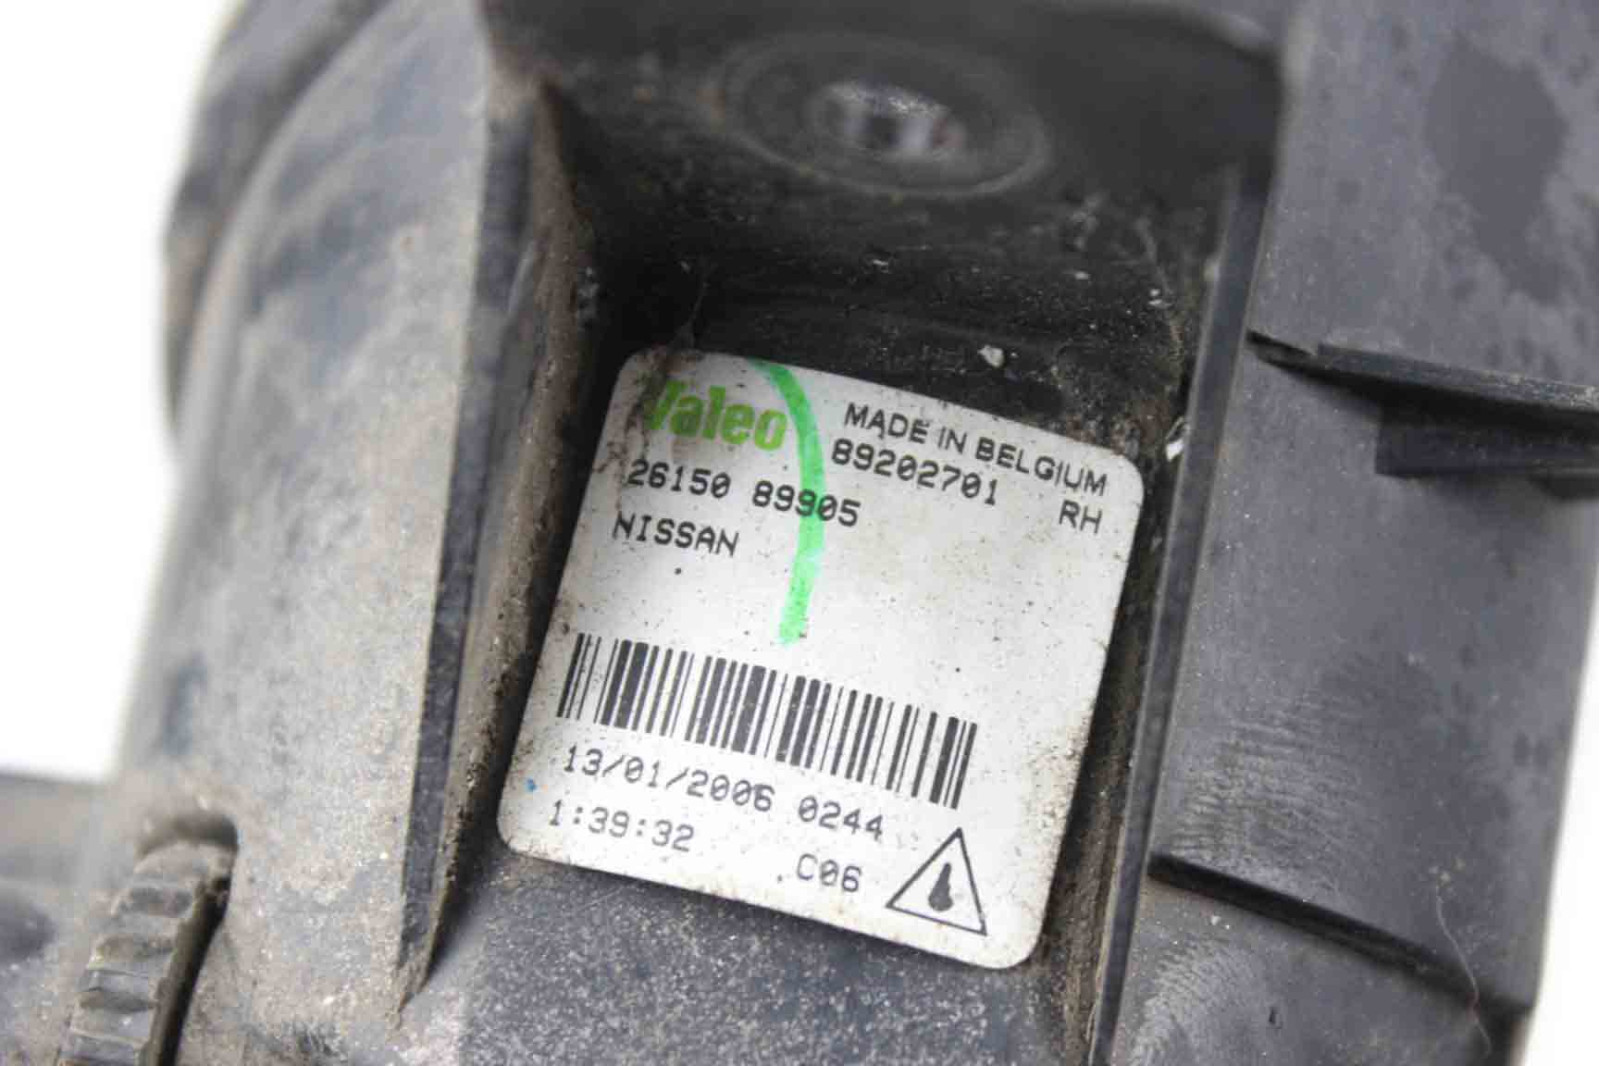 Valeo
MADE IN BELGIUM
89202701 RH
26150 89905
NISSAN
13/01/2006 0244
1:39:32
C06